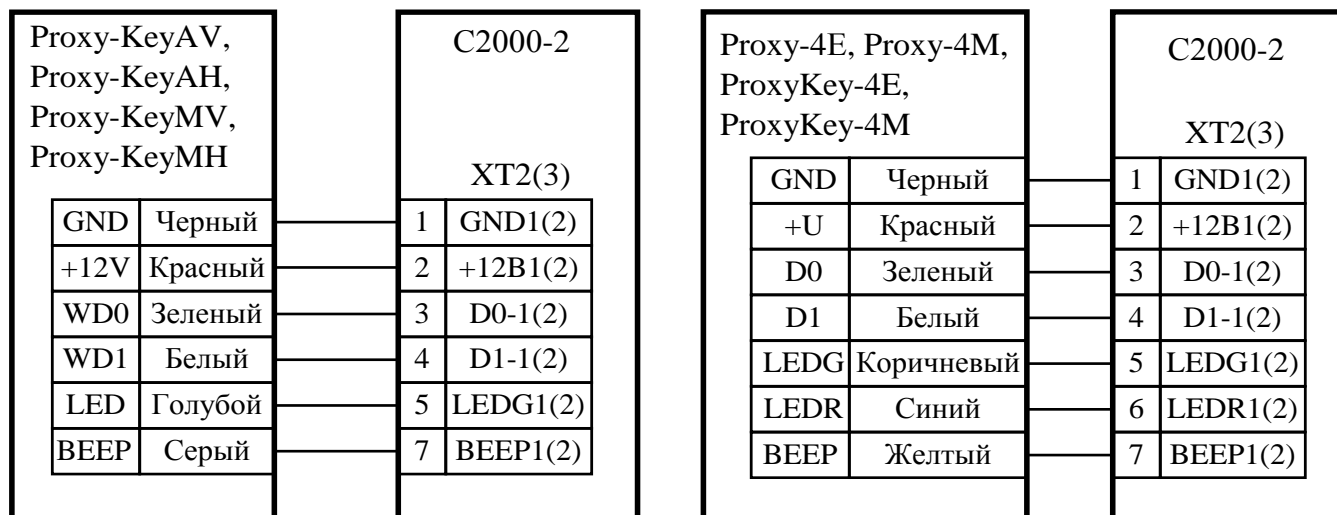 Proxy-KeyAV,
Proxy-KeyAH,
Proxy-KeyMV,
Proxy-KeyMH
C2000-2
XT2(3)
GND Черный 1 GND1(2)
+12V Красный 2 +12В1(2)
WD0 Зеленый 3 D0-1(2)
WD1 Белый 4 D1-1(2)
LED Голубой 5 LEDG1(2)
BEEP Серый 7 BEEP1(2)
Proxy-4E, Proxy-4M,
ProxyKey-4E,
ProxyKey-4M
C2000-2
XT2(3)
GND Черный 1 GND1(2)
+U Красный 2 +12В1(2)
D0 Зеленый 3 D0-1(2)
D1 Белый 4 D1-1(2)
LEDG Коричневый 5 LEDG1(2)
LEDR Синий 6 LEDR1(2)
BEEP Желтый 7 BEEP1(2)